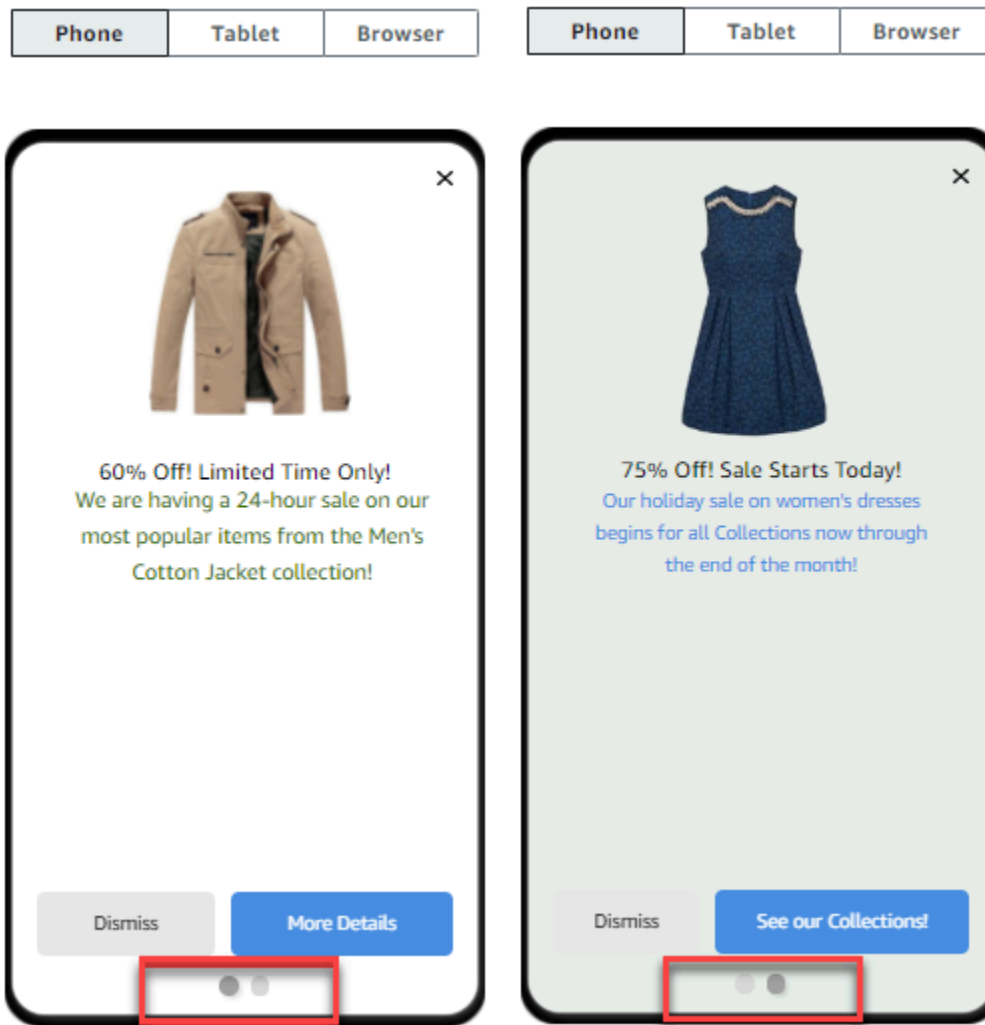 Phone Tablet Browser
60% Off! Limited Time Only!
We are having a 24-hour sale on our
most popular items from the Men's
Cotton Jacket collection!
Dismiss More Details
Phone Tablet Browser
75% Off! Sale Starts Today!
Our holiday sale on women's dresses
begins for all Collections now through
the end of the month!
Dismiss See our Collections!